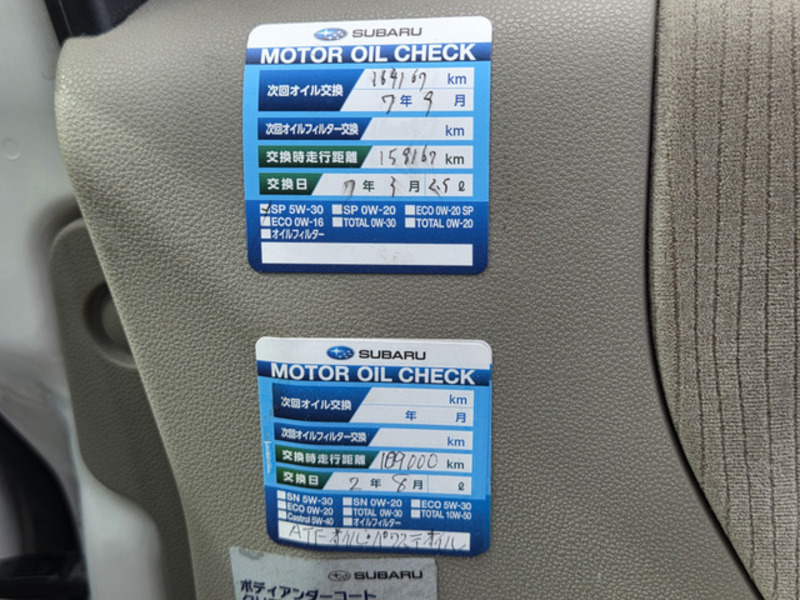 SUBARU
MOTOR OIL CHECK
次回オイル交換 164167 km
7年9月
次回オイルフィルター交換 km
交換時走行距離 159167 km
交換日 7年3月 2.5ℓ
SP 5W-30 SP 0W-20 ECO 0W-20 SP
ECO 0W-16 TOTAL 0W-30 TOTAL 0W-20
オイルフィルター
SUBARU
MOTOR OIL CHECK
次回オイル交換 km
年 月
次回オイルフィルター交換 km
交換時走行距離 109000 km
交換日 2年8月 ℓ
SN 5W-30 SN 0W-20 ECO 5W-30
ECO 0W-20 TOTAL 0W-30 TOTAL 10W-50
Castrol 5W-40 オイルフィルター
ATFオイル・パワステオイル
SUBARU
ボディアンダーコート